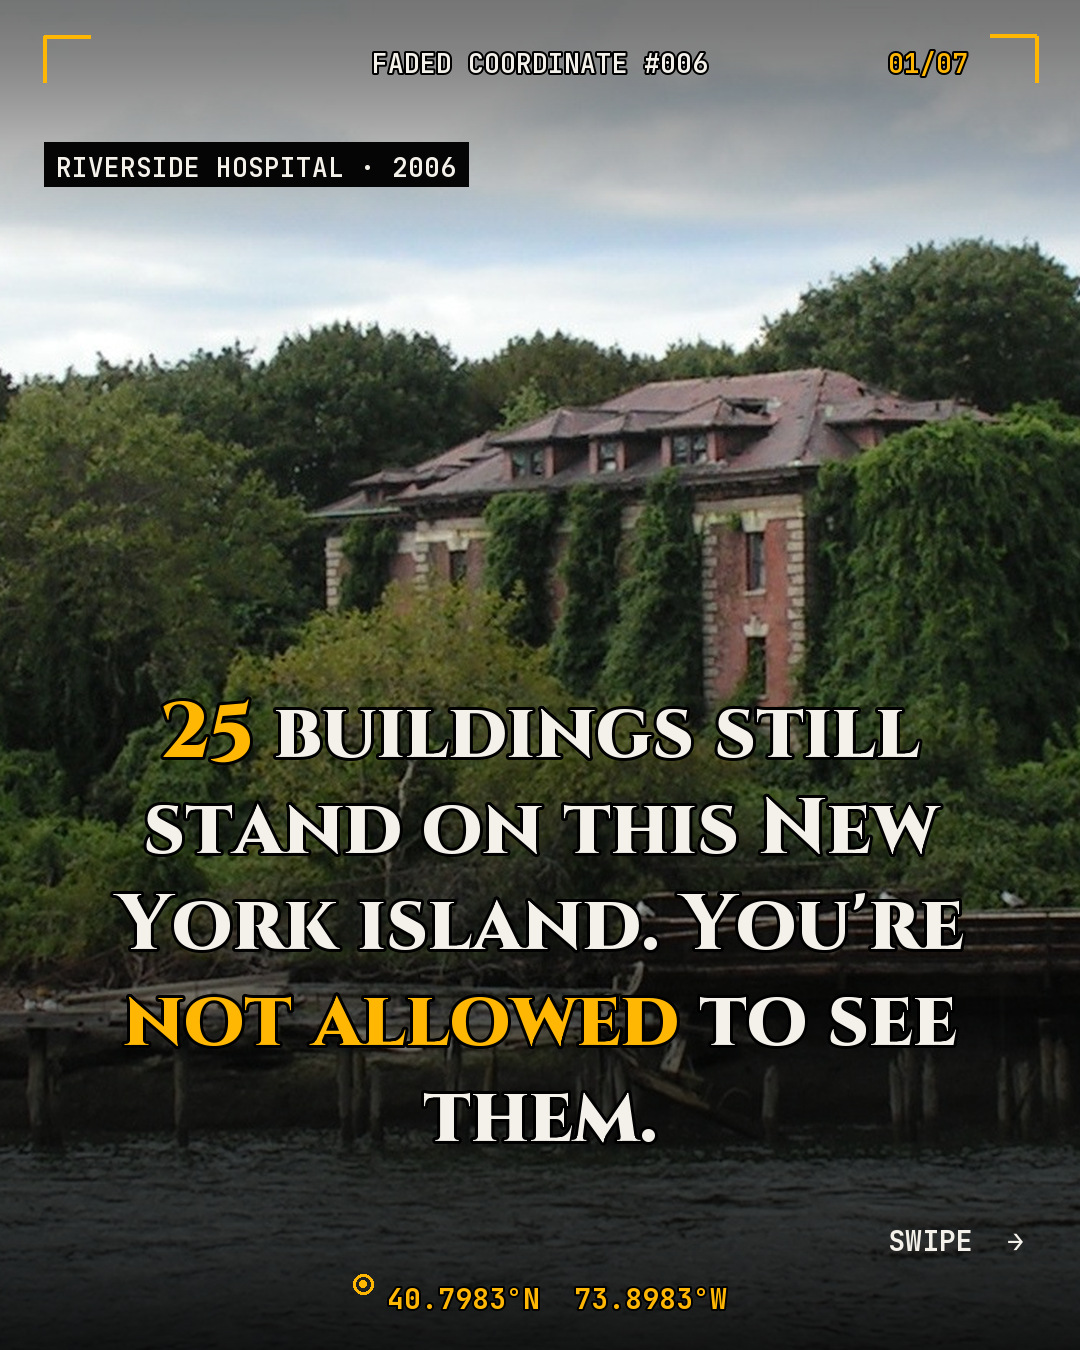 FADED COORDINATE #006
01/07
RIVERSIDE HOSPITAL · 2006
25 BUILDINGS STILL
STAND ON THIS NEW
YORK ISLAND. YOU'RE
NOT ALLOWED TO SEE
THEM.
SWIPE →
40.7983°N 73.8983°W